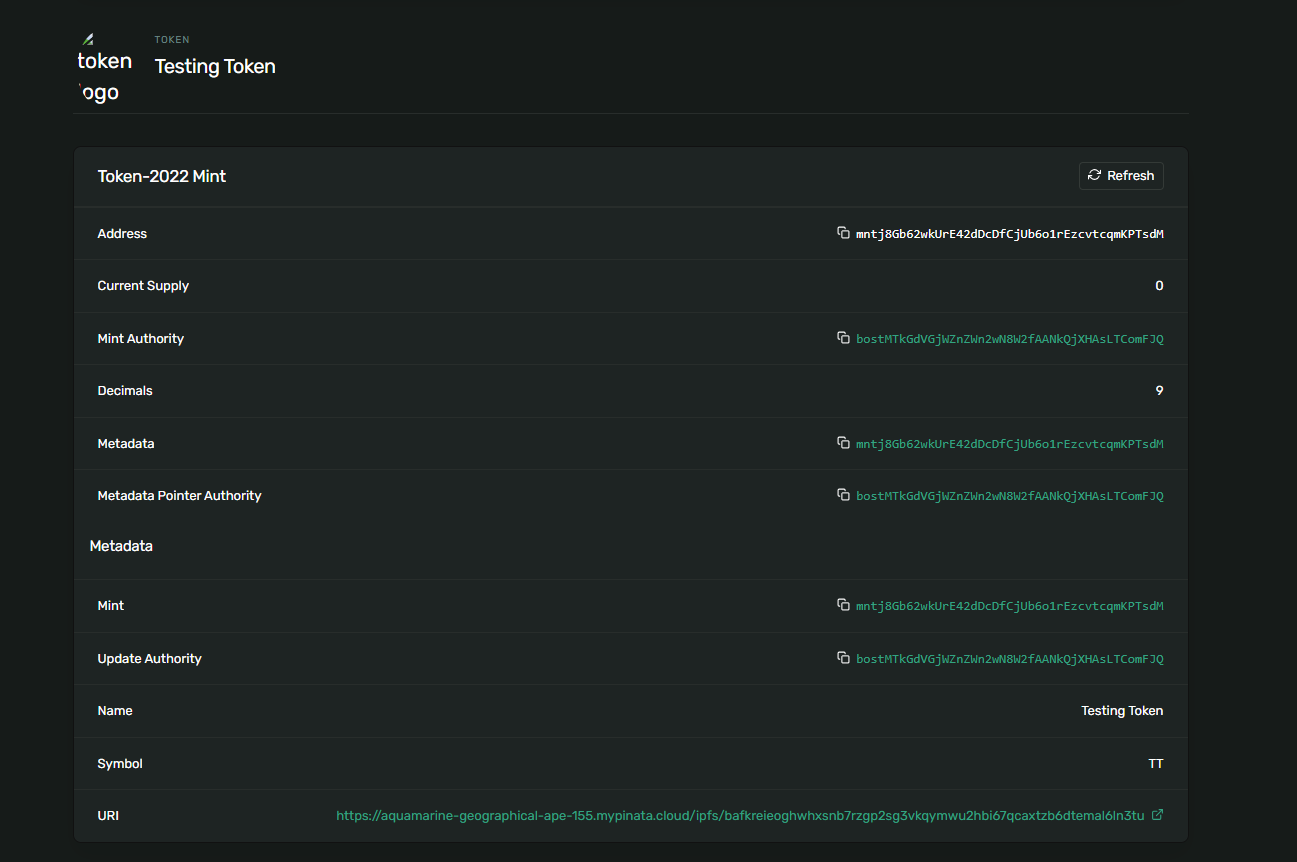 token
logo
TOKEN
Testing Token
Token-2022 Mint
Refresh
Address
mntj8Gb62wkUrE42dDcDfCjUb6o1rEzcvtcqmKPTsdM
Current Supply
0
Mint Authority
bostMTkGdVGjWZnZWn2wN8W2fAANkQjXHAsLTComFJQ
Decimals
9
Metadata
mntj8Gb62wkUrE42dDcDfCjUb6o1rEzcvtcqmKPTsdM
Metadata Pointer Authority
bostMTkGdVGjWZnZWn2wN8W2fAANkQjXHAsLTComFJQ
Metadata
Mint
mntj8Gb62wkUrE42dDcDfCjUb6o1rEzcvtcqmKPTsdM
Update Authority
bostMTkGdVGjWZnZWn2wN8W2fAANkQjXHAsLTComFJQ
Name
Testing Token
Symbol
TT
URI
https://aquamarine-geographical-ape-155.mypinata.cloud/ipfs/bafkreieoghwhxsnb7rzgp2sg3vkqymwu2hbi67qcaxtzb6dtemal6ln3tu